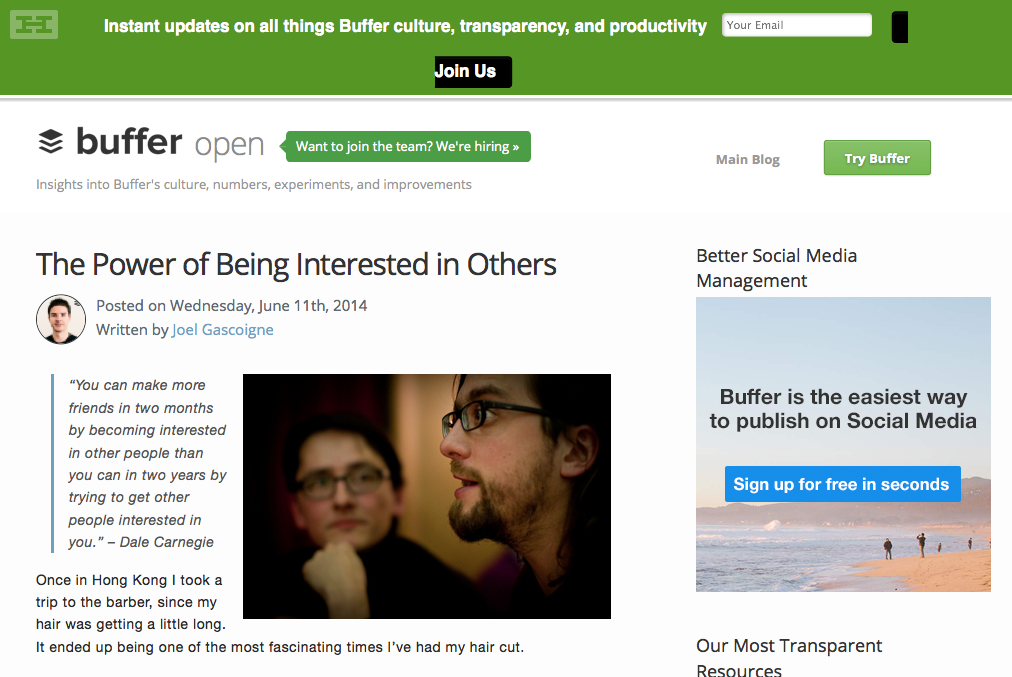 Instant updates on all things Buffer culture, transparency, and productivity
Your Email
Join Us
buffer open
Want to join the team? We're hiring »
Main Blog
Try Buffer
Insights into Buffer's culture, numbers, experiments, and improvements
The Power of Being Interested in Others
Posted on Wednesday, June 11th, 2014
Written by Joel Gascoigne
“You can make more
friends in two months
by becoming interested
in other people than
you can in two years by
trying to get other
people interested in
you.” – Dale Carnegie
Once in Hong Kong I took a
trip to the barber, since my
hair was getting a little long.
It ended up being one of the most fascinating times I’ve had my hair cut.
Better Social Media
Management
Buffer is the easiest way
to publish on Social Media
Sign up for free in seconds
Our Most Transparent
Resources